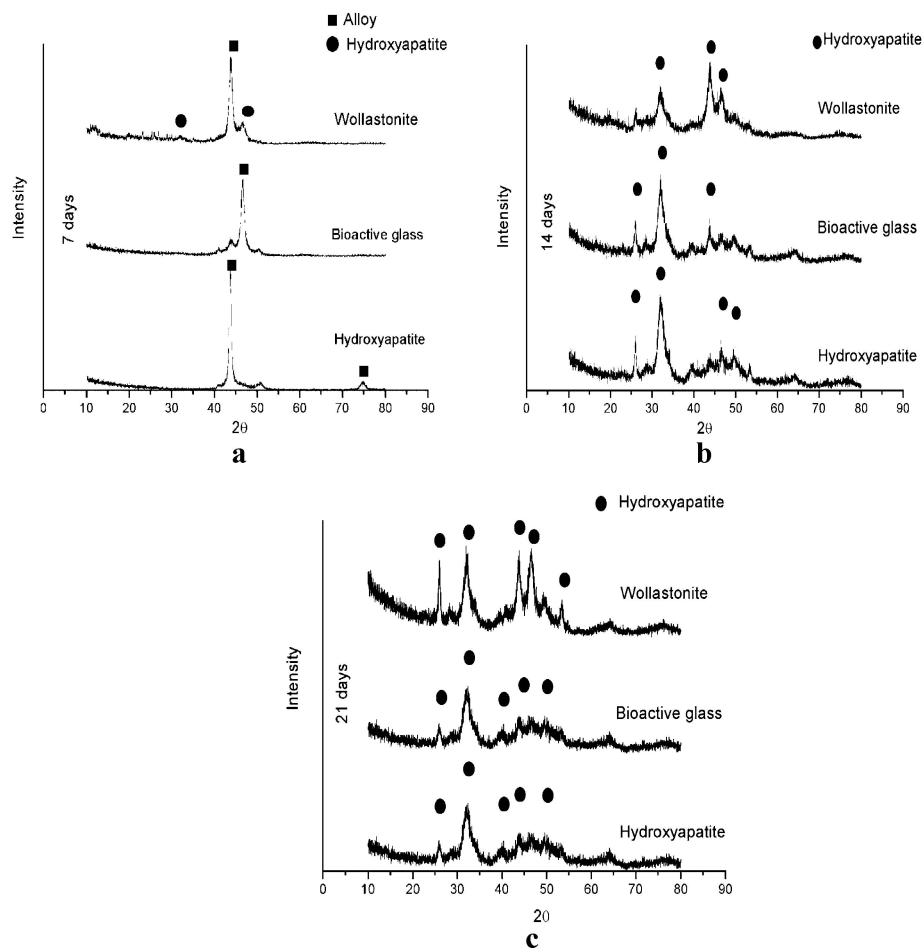 Alloy
Hydroxyapatite
Wollastonite
Bioactive glass
Hydroxyapatite
Intensity
7 days
0 10 20 30 40 50 60 70 80 90
2θ
a
Hydroxyapatite
Wollastonite
Bioactive glass
Hydroxyapatite
Intensity
14 days
0 10 20 30 40 50 60 70 80 90
2θ
b
Hydroxyapatite
Wollastonite
Bioactive glass
Hydroxyapatite
Intensity
21 days
0 10 20 30 40 50 60 70 80 90
2θ
c